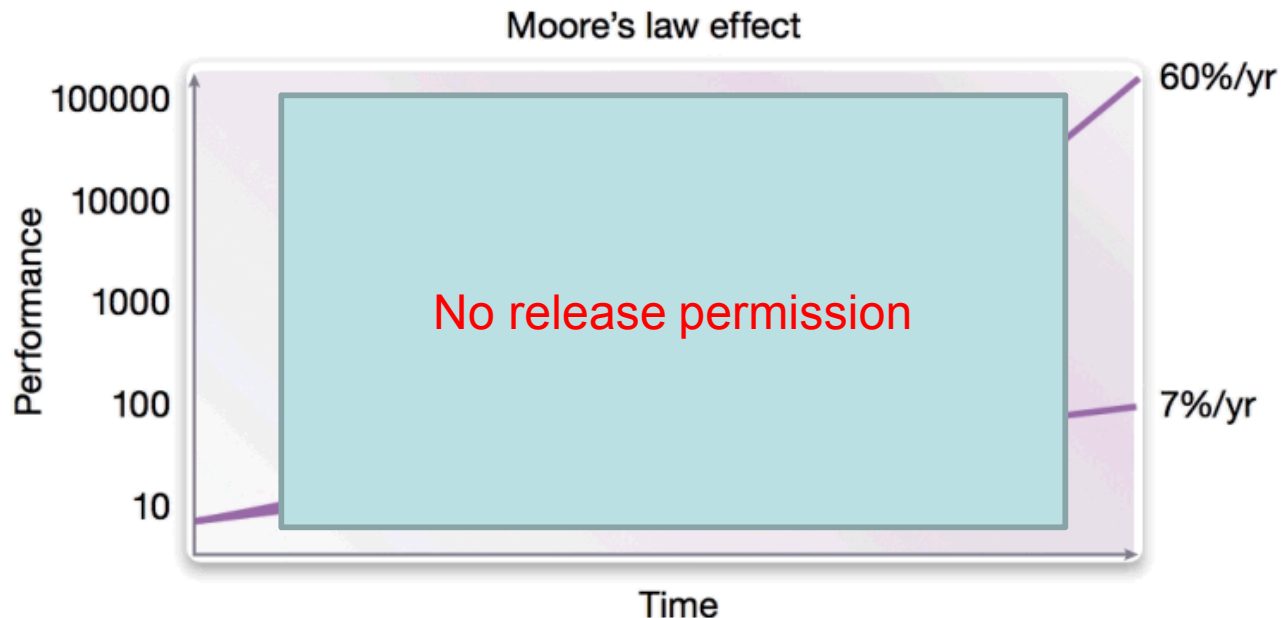 Moore's law effect
100000
60%/yr
10000
1000
No release permission
100
7%/yr
10
Performance
Time